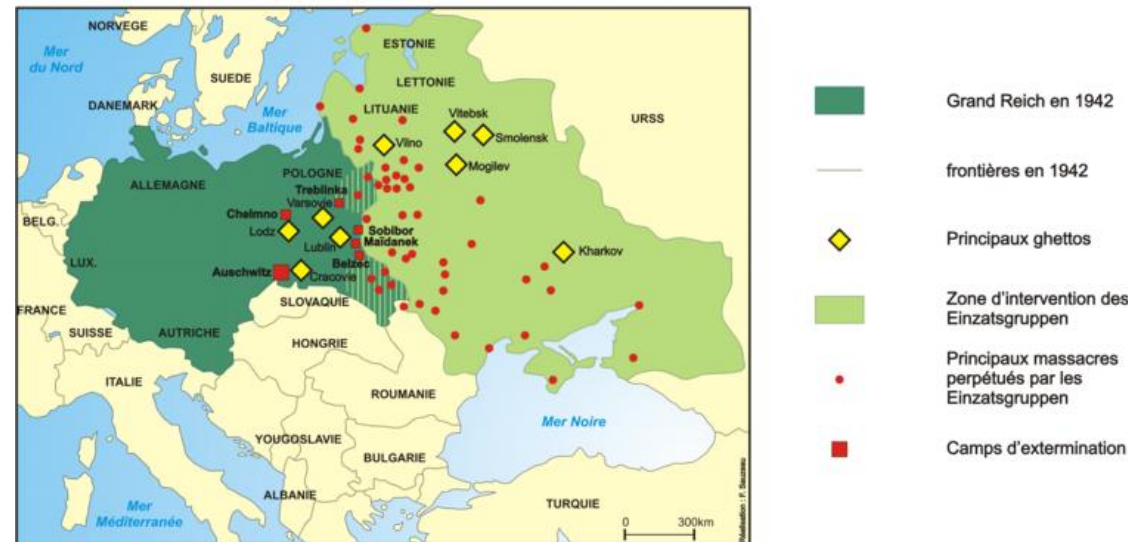 NORVEGE
Mer
du Nord
SUEDE
DANEMARK
Mer
Baltique
ESTONIE
LETTONIE
LITUANIE
Vitebsk
Smolensk
Vilno
Mogilev
URSS
ALLEMAGNE
POLOGNE
Treblinka
Varsovie
Chelmno
Lodz
Sobibor
Maïdanek
Lublin
Belzec
Auschwitz
Cracovie
Kharkov
BELG.
LUX.
FRANCE
SUISSE
AUTRICHE
SLOVAQUIE
HONGRIE
ITALIE
ROUMANIE
Mer Noire
YOUGOSLAVIE
BULGARIE
ALBANIE
Mer
Méditerranée
TURQUIE
0 300km
Réalisation : F. Sauzeau
Grand Reich en 1942
frontières en 1942
Principaux ghettos
Zone d'intervention des
Einzatsgruppen
Principaux massacres
perpétués par les
Einzatsgruppen
Camps d'extermination